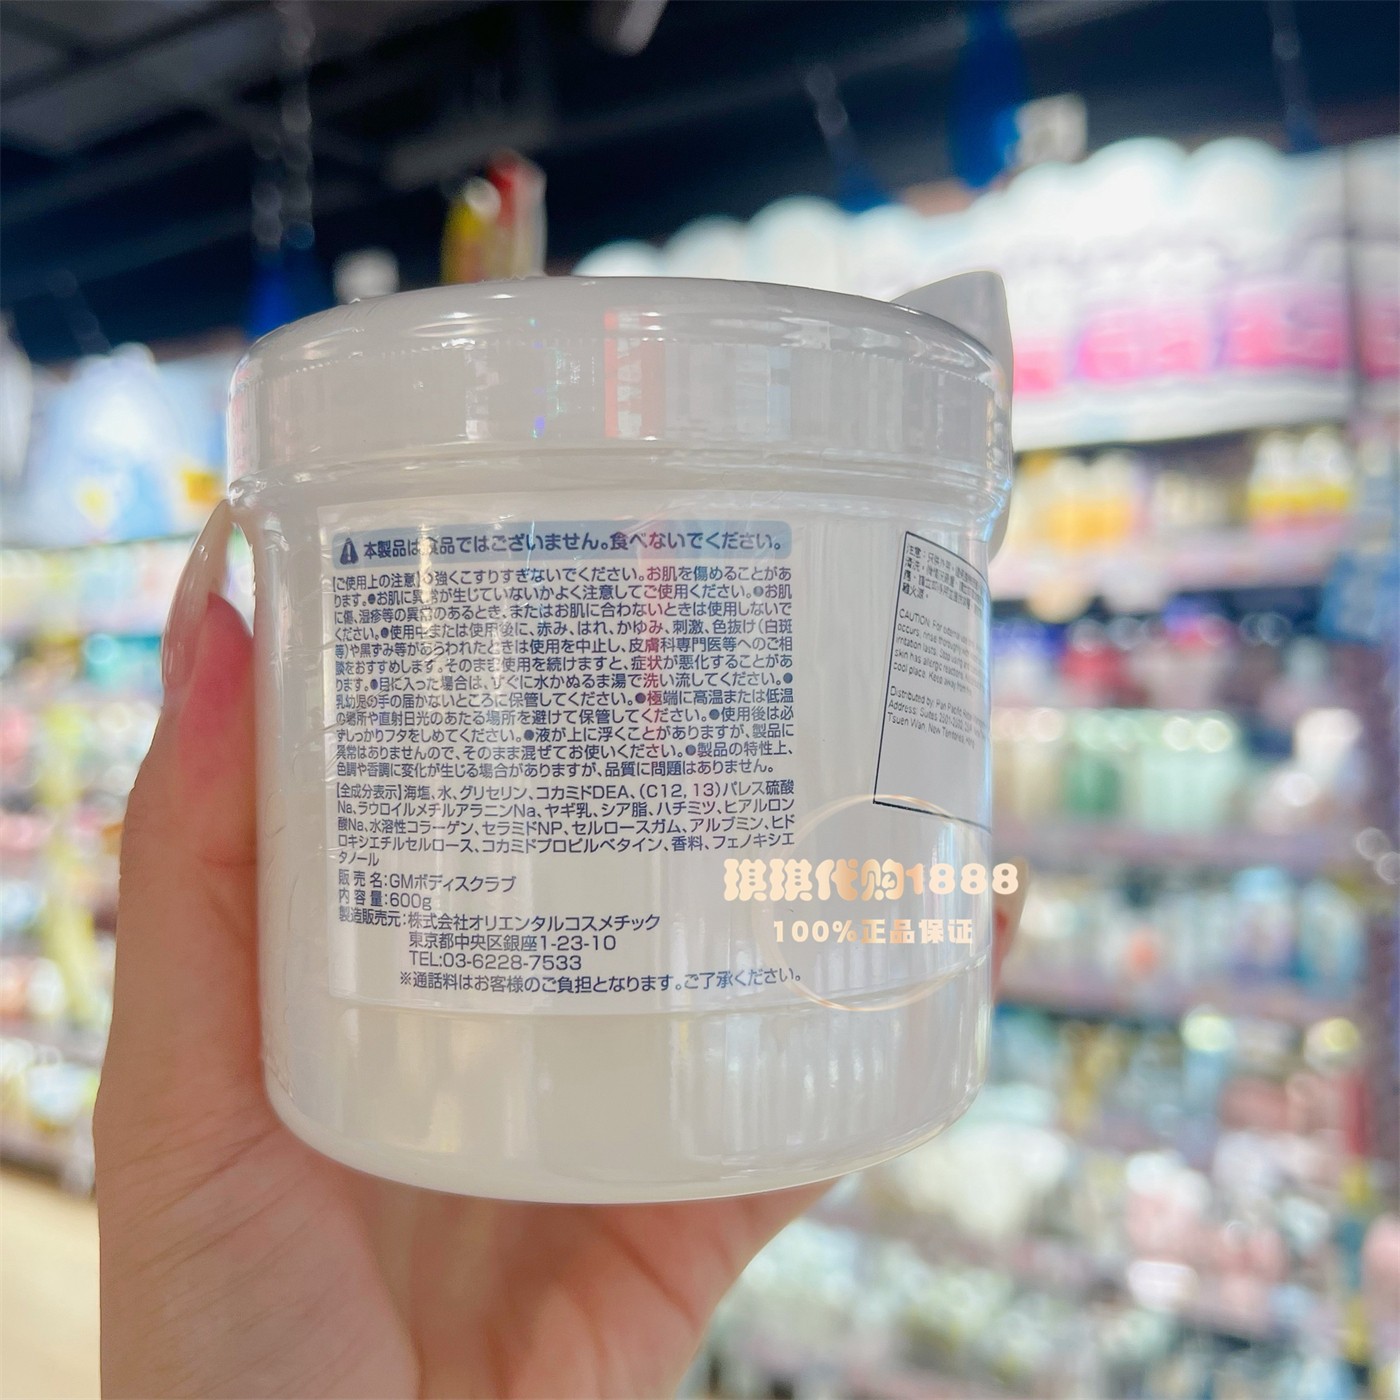 本製品は食品ではございません。食べないでください。
【ご使用上の注意】●強くこすりすぎないでください。お肌を傷めることがあ
ります。●お肌に異常が生じていないかよく注意してご使用ください。●お肌
に傷、湿疹等の異常のあるとき、またはお肌に合わないときは使用しないで
ください。●使用中または使用後に、赤み、はれ、かゆみ、刺激、色抜け(白斑
等)や黒ずみ等があらわれたときは使用を中止し、皮膚科専門医等へのご相
談をおすすめします。そのまま使用を続けますと、症状が悪化することがあ
ります。●目に入った場合は、すぐに水かぬるま湯で洗い流してください。●
乳幼児の手の届かないところに保管してください。●極端に高温または低温
の場所や直射日光のあたる場所を避けて保管してください。●使用後は必
ずしっかりフタをしめてください。●液が上に浮くことがありますが、製品に
異常はありませんので、そのまま混ぜてお使いください。●製品の特性上、
色調や香調に変化が生じる場合がありますが、品質に問題はありません。
【全成分表示】海塩、水、グリセリン、コカミドDEA、(C12, 13)パレス硫酸
Na、ラウロイルメチルアラニンNa、ヤギ乳、シア脂、ハチミツ、ヒアルロン
酸Na、水溶性コラーゲン、セラミドNP、セルロースガム、アルブミン、ヒド
ロキシエチルセルロース、コカミドプロピルベタイン、香料、フェノキシエ
タノール
販 売 名:GMボディスクラブ
内 容 量:600g
製造販売元:株式会社オリエンタルコスメチック
東京都中央区銀座1-23-10
TEL:03-6228-7533
※通話料はお客様のご負担となります。ご了承ください。
CAUTION: For external use
occurs, rinse thoroughly with
irritation lasts.
skin has allergic reactions.
cool place. Keep away from
Distributed by: Pan Pacific
Address: Suites
Tsuen Wan, New Territories, Hong
琪琪代购1888
100%正品保证